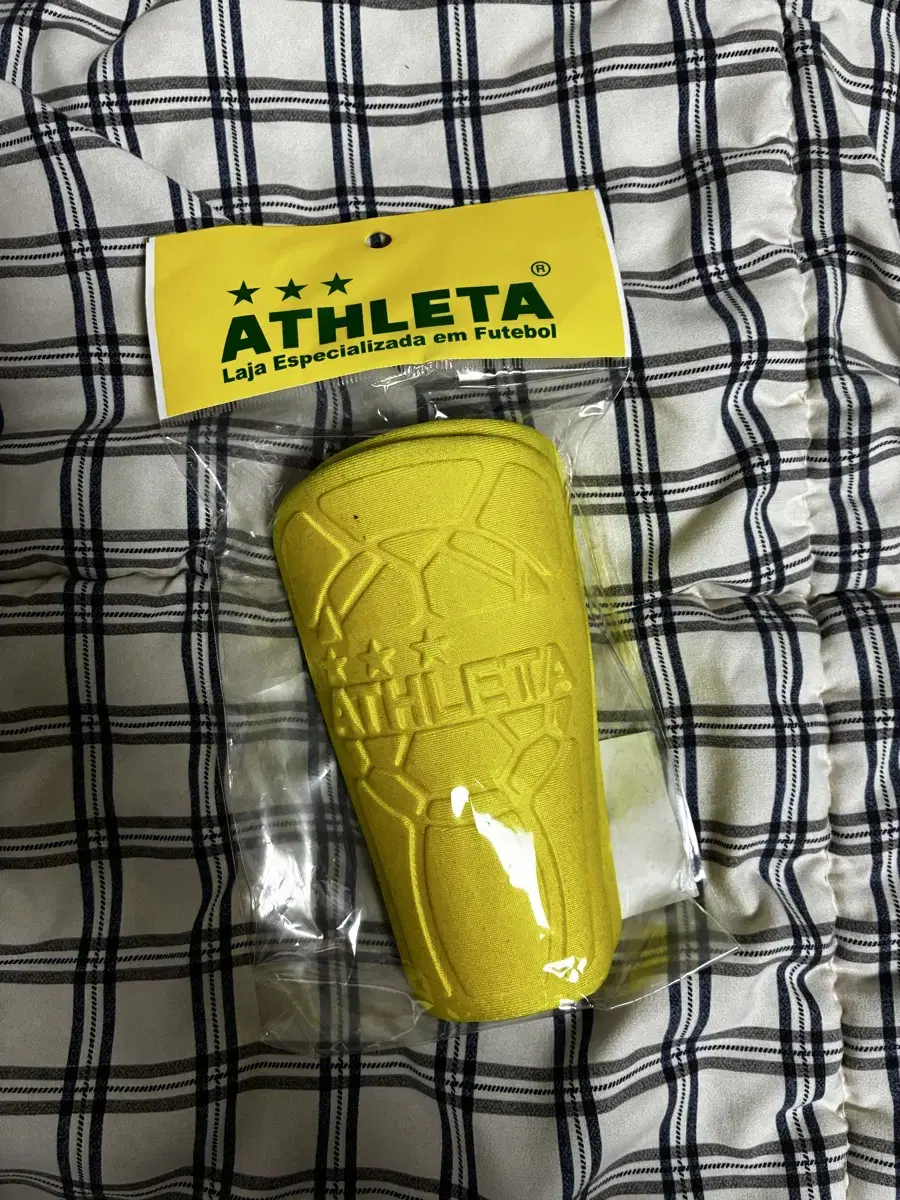 ★★★ ®
ATHLETA
Laja Especializada em Futebol
★★★
ATHLETA